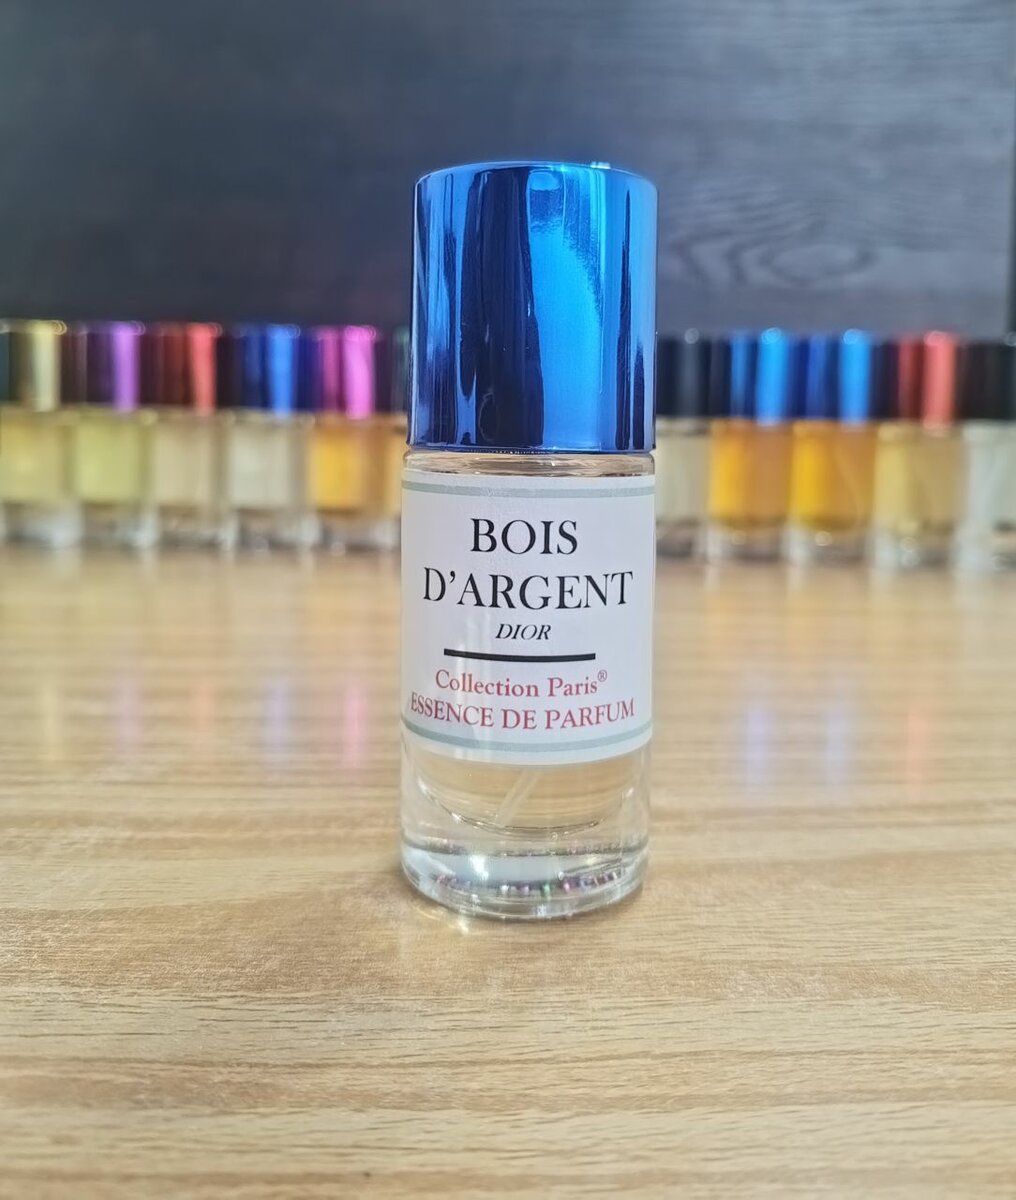 BOIS
D'ARGENT
DIOR
Collection Paris®
ESSENCE DE PARFUM